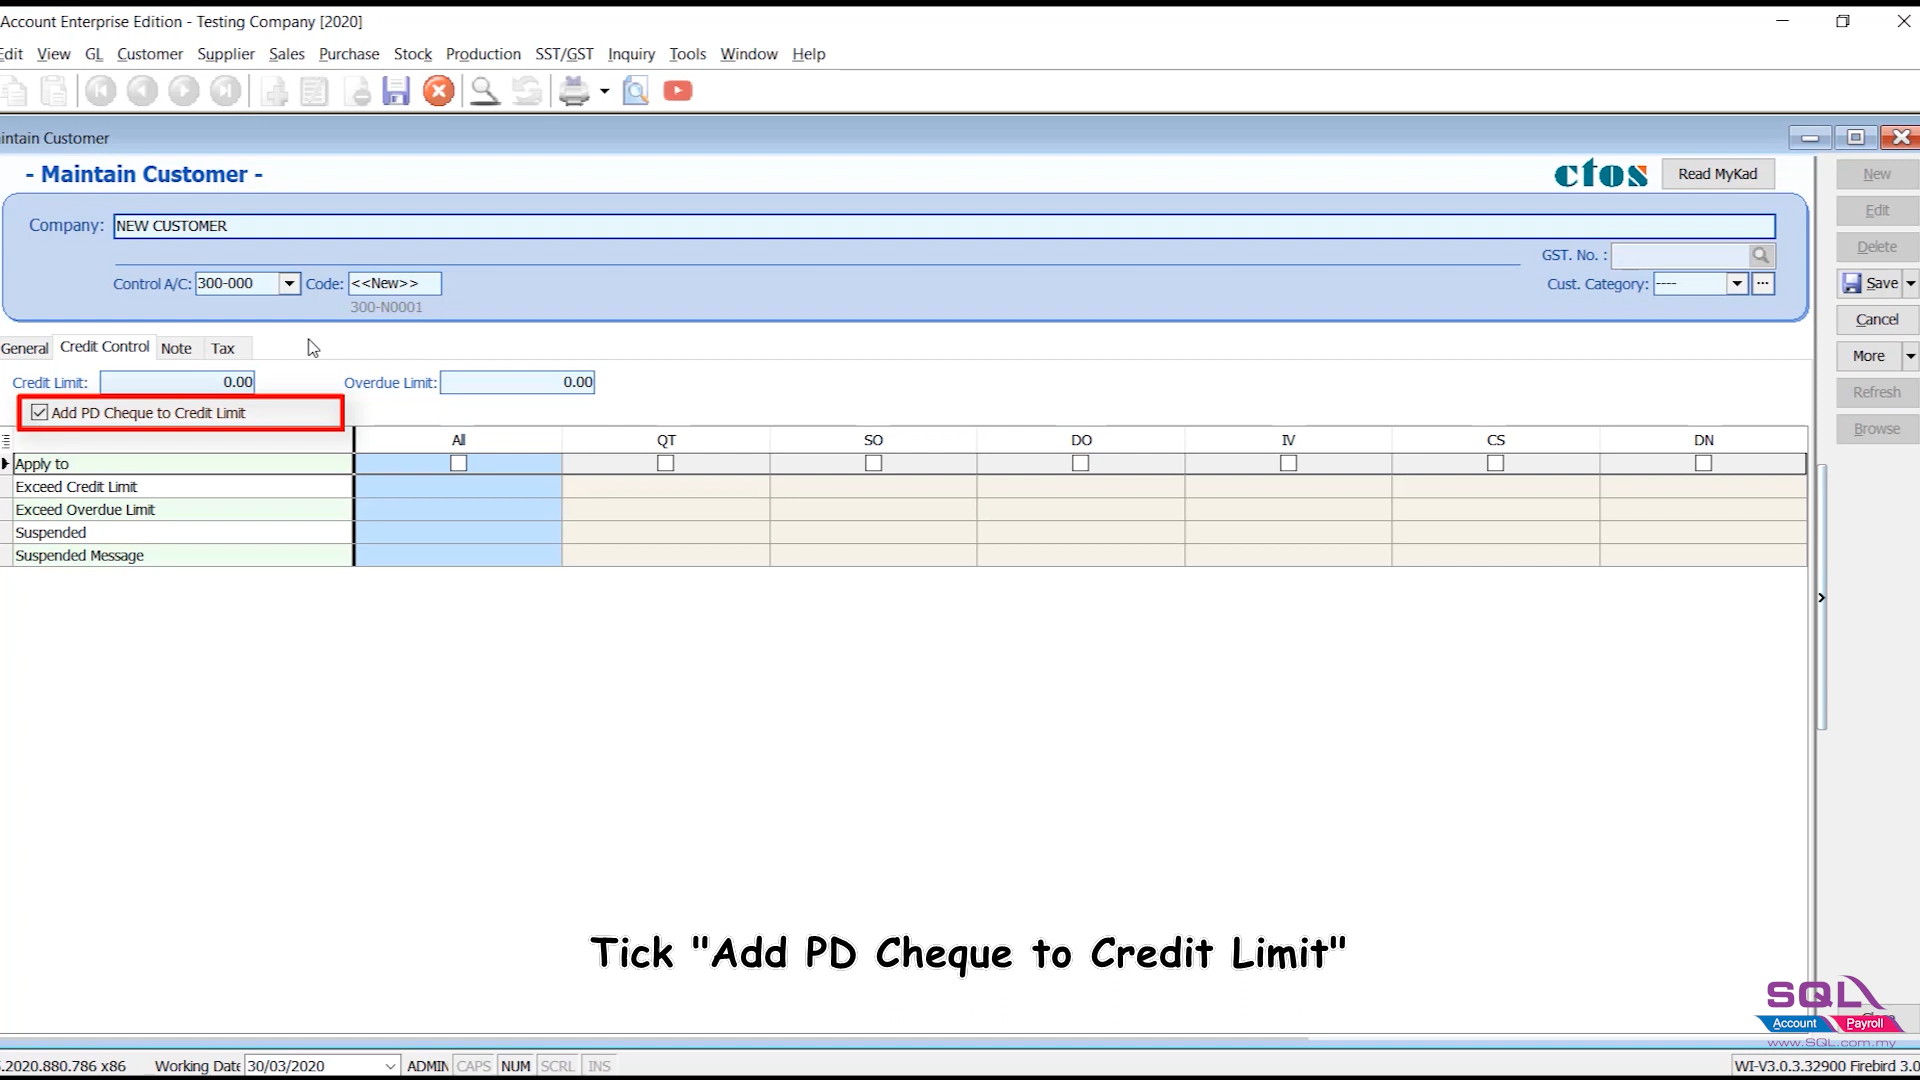 Account Enterprise Edition - Testing Company [2020]
Edit View GL Customer Supplier Sales Purchase Stock Production SST/GST Inquiry Tools Window Help
intain Customer
- Maintain Customer -
ctos
Read MyKad
Company: NEW CUSTOMER
GST. No. :
Control A/C: 300-000 Code: <<New>>
Cust. Category: ----
300-N0001
General Credit Control Note Tax
Credit Limit: 0.00 Overdue Limit: 0.00
Add PD Cheque to Credit Limit
All QT SO DO IV CS DN
Apply to
Exceed Credit Limit
Exceed Overdue Limit
Suspended
Suspended Message
New
Edit
Delete
Save
Cancel
More
Refresh
Browse
Tick "Add PD Cheque to Credit Limit"
SQL
Account Payroll
www.SQL.com.my
.2020.880.786 x86 Working Date 30/03/2020 ADMIN CAPS NUM SCRL INS
WI-V3.0.3.32900 Firebird 3.0